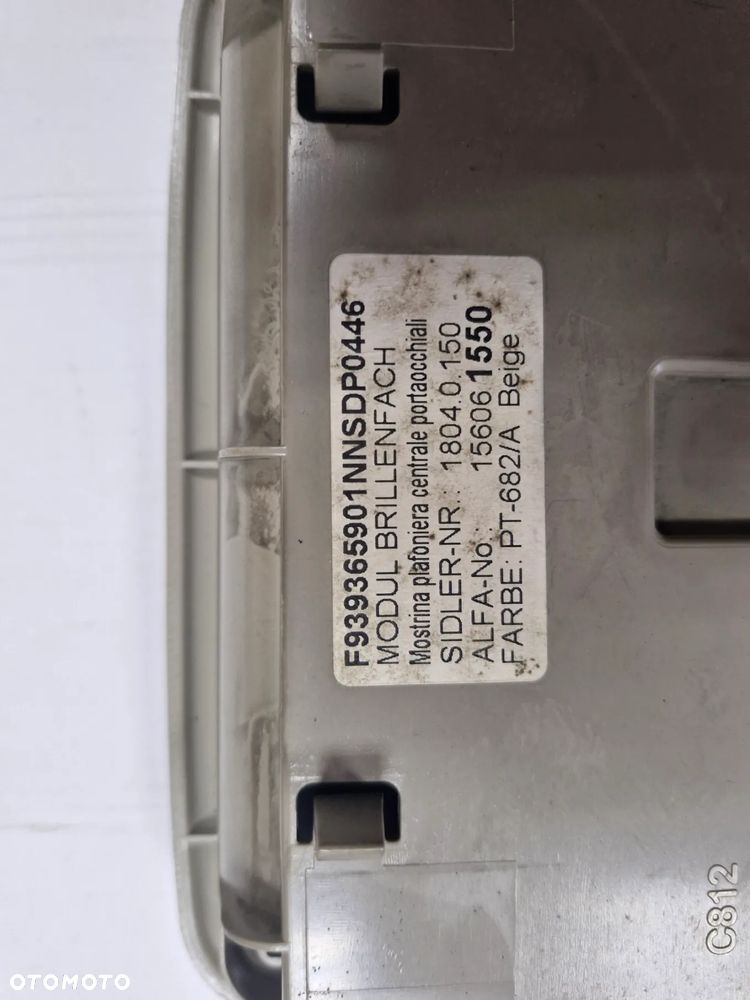 F939365901NNSDP0446
MODUL BRILLENFACH
Mostrina plafoniera centrale portaocchiali
SIDLER-NR.: 1804.0.150
ALFA-No.: 15606 1550
FARBE: PT-682/A Beige
C812
OTOMOTO